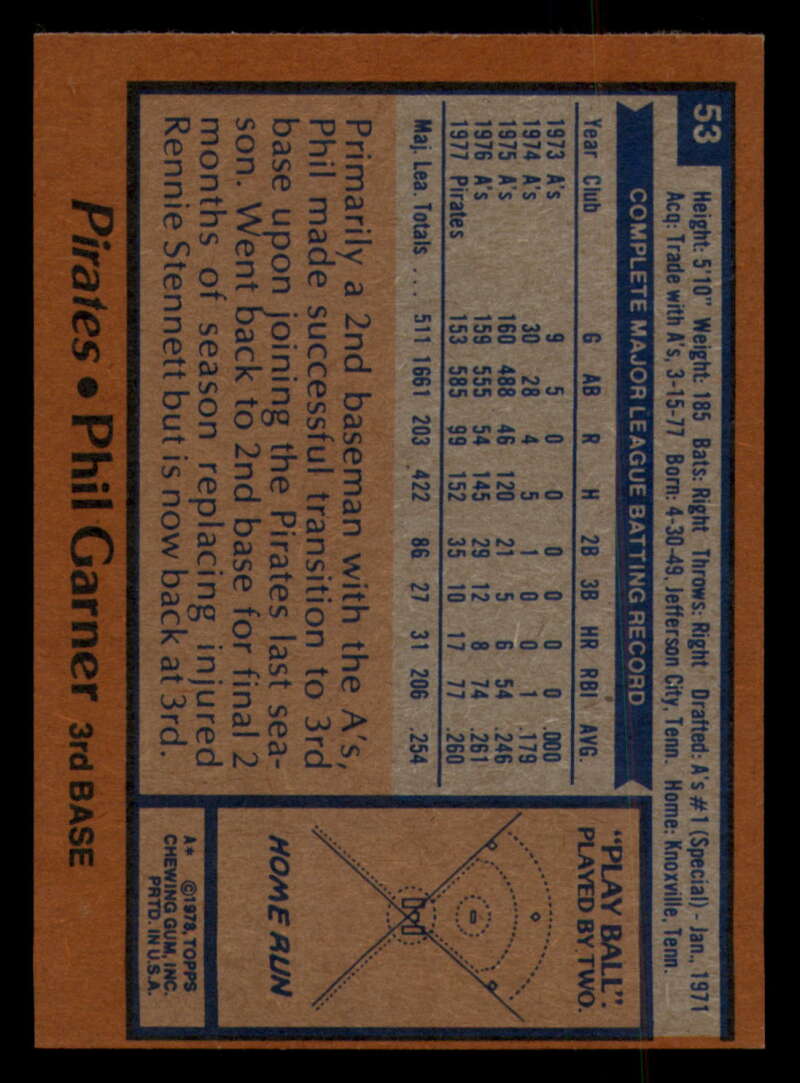 53
Height: 5'10" Weight: 185 Bats: Right Throws: Right Drafted: A's #1 (Special) - Jan., 1971
Acq: Trade with A's, 3-15-77 Born: 4-30-49, Jefferson City, Tenn. Home: Knoxville, Tenn.
COMPLETE MAJOR LEAGUE BATTING RECORD
Year Club G AB R H 2B 3B HR RBI AVG.
1973 A's 9 5 0 0 0 0 0 0 .000
1974 A's 30 28 4 5 1 0 0 1 .179
1975 A's 160 488 46 120 21 5 6 54 .246
1976 A's 159 555 54 145 29 12 8 74 .261
1977 Pirates 153 585 99 152 35 10 17 77 .260
Maj. Lea. Totals ... 511 1661 203 422 86 27 31 206 .254
Primarily a 2nd baseman with the A's,
Phil made successful transition to 3rd
base upon joining the Pirates last sea-
son. Went back to 2nd base for final 2
months of season replacing injured
Rennie Stennett but is now back at 3rd.
"PLAY BALL":
PLAYED BY TWO.
HOME RUN
A* ©1978, TOPPS
CHEWING GUM, INC.
PRTD. IN U.S.A.
Pirates • Phil Garner 3rd BASE